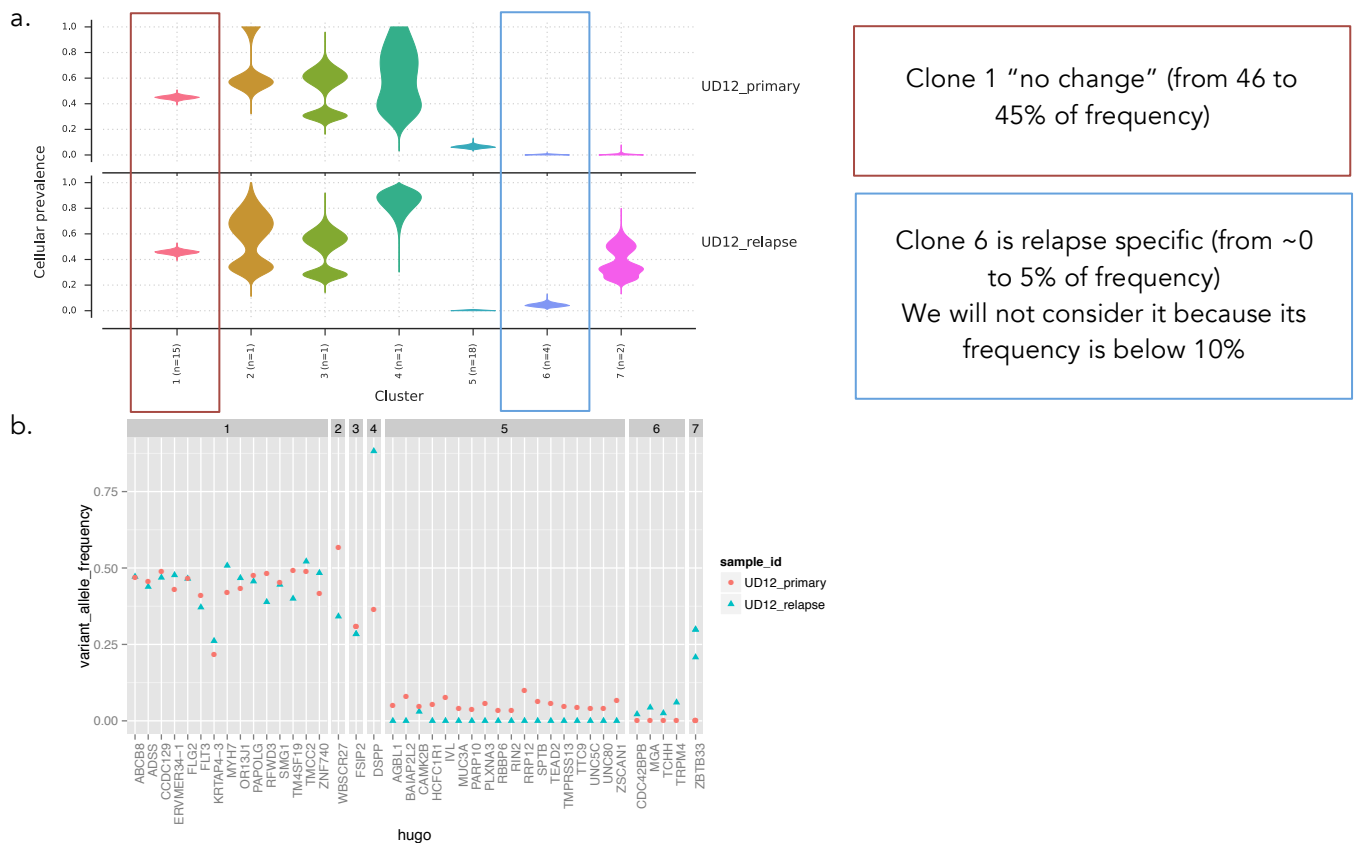 a.
1.0
0.8
0.6
0.4
0.2
0.0
UD12_primary
Cellular prevalence
1.0
0.8
0.6
0.4
0.2
0.0
UD12_relapse
1 (n=15)
2 (n=1)
3 (n=1)
4 (n=1)
5 (n=18)
6 (n=4)
7 (n=2)
Cluster
Clone 1 “no change” (from 46 to
45% of frequency)
Clone 6 is relapse specific (from ~0
to 5% of frequency)
We will not consider it because its
frequency is below 10%
b.
1 2 3 4 5 6 7
variant_allele_frequency
0.75
0.50
0.25
0.00
sample_id
UD12_primary
UD12_relapse
ABCB8
ADSS
CCDC129
ERVMER34-1
FLG2
FLT3
KRTAP4-3
MYH7
OR13J1
PAPOLG
RFWD3
SMG1
TM4SF19
TMCC2
ZNF740
WBSCR27
FSIP2
DSPP
AGBL1
BAIAP2L2
CAMK2B
HCFC1R1
IVL
MUC3A
PARP10
PLXNA3
RBBP6
RIN2
RRP12
SPTB
TEAD2
TMPRSS13
TTC9
UNC5C
UNC80
ZSCAN1
CDC42BPB
MGA
TCHH
TRPM4
ZBTB33
hugo